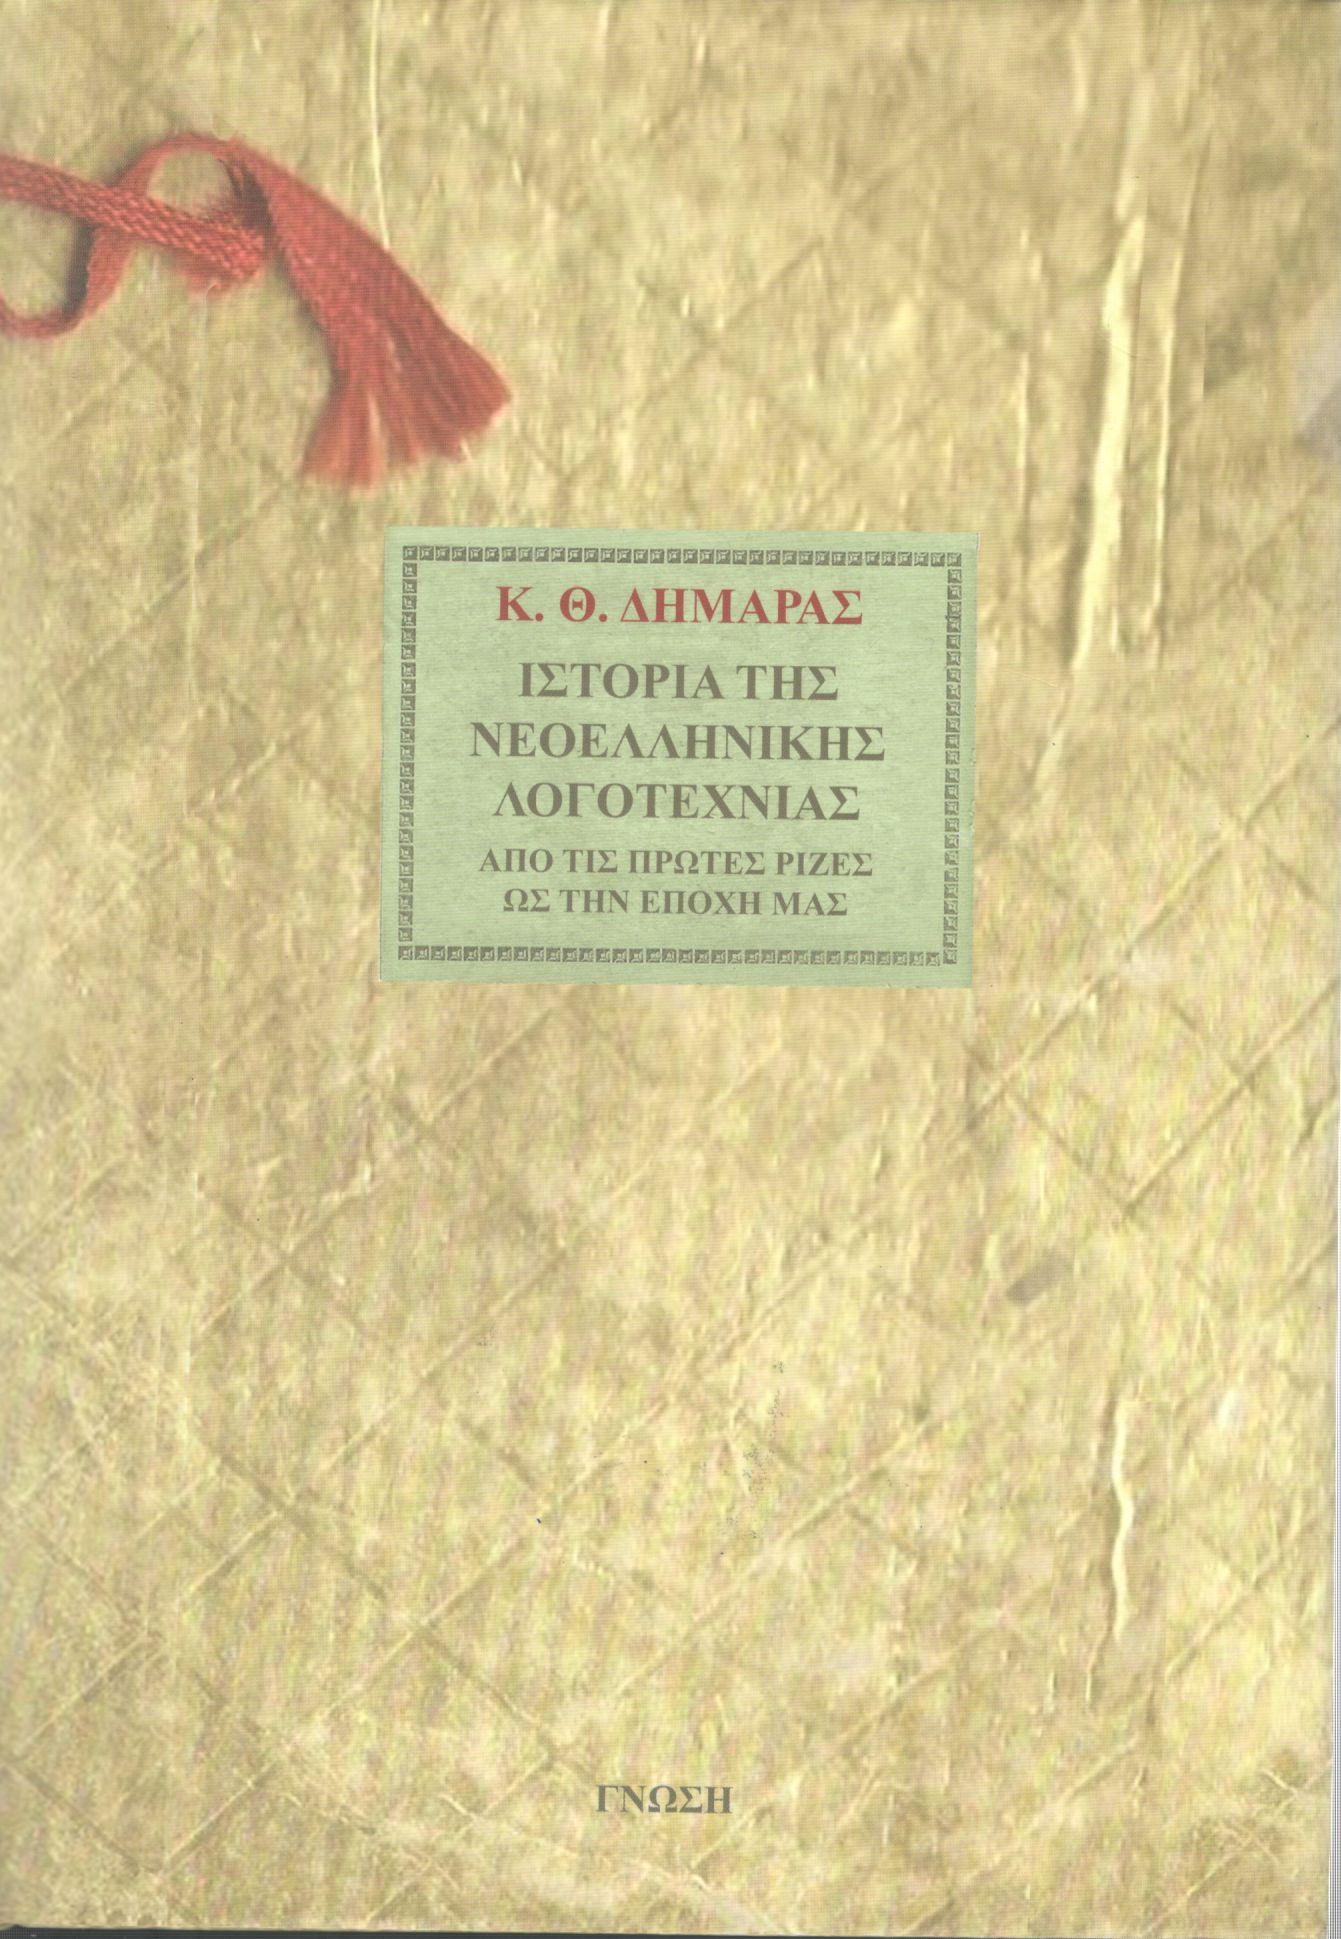 Κ. Θ. ΔΗΜΑΡΑΣ
ΙΣΤΟΡΙΑ ΤΗΣ
ΝΕΟΕΛΛΗΝΙΚΗΣ
ΛΟΓΟΤΕΧΝΙΑΣ
ΑΠΟ ΤΙΣ ΠΡΩΤΕΣ ΡΙΖΕΣ
ΩΣ ΤΗΝ ΕΠΟΧΗ ΜΑΣ
ΓΝΩΣΗ